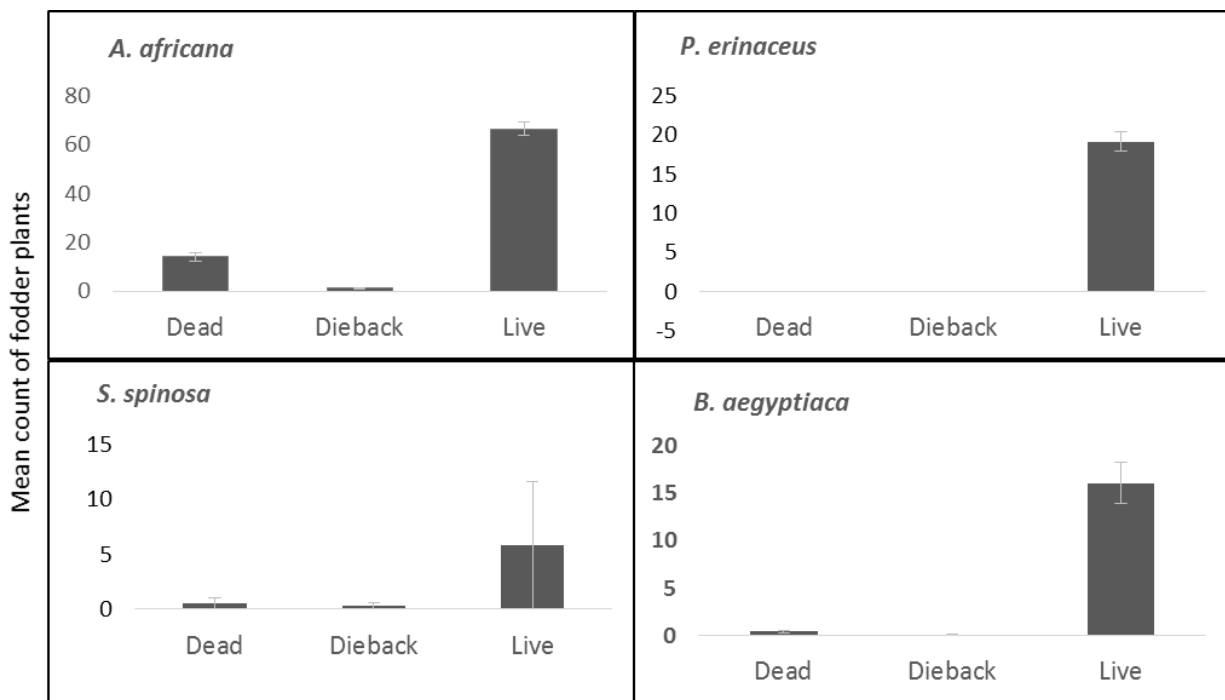 Mean count of fodder plants
A. africana
80
60
40
20
0
Dead Dieback Live
P. erinaceus
25
20
15
10
5
0
-5
Dead Dieback Live
S. spinosa
15
10
5
0
Dead Dieback Live
B. aegyptiaca
20
15
10
5
0
Dead Dieback Live